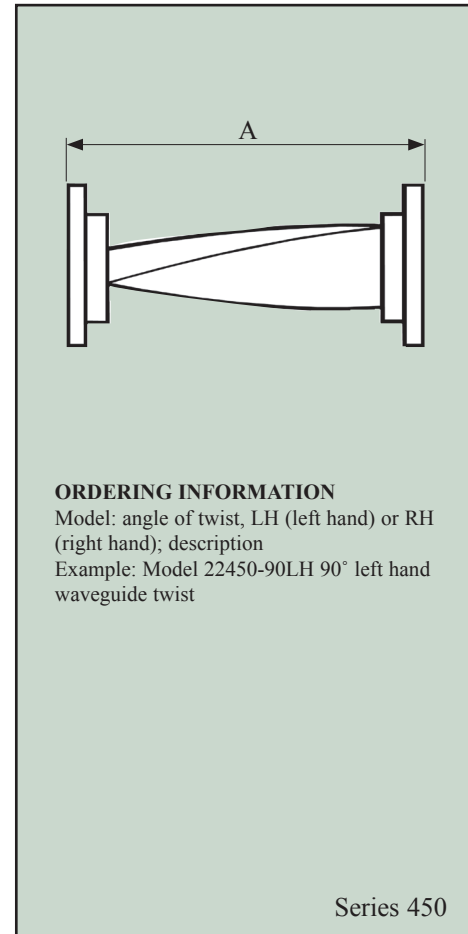 A
ORDERING INFORMATION
Model: angle of twist, LH (left hand) or RH
(right hand); description
Example: Model 22450-90LH 90˚ left hand
waveguide twist
Series 450